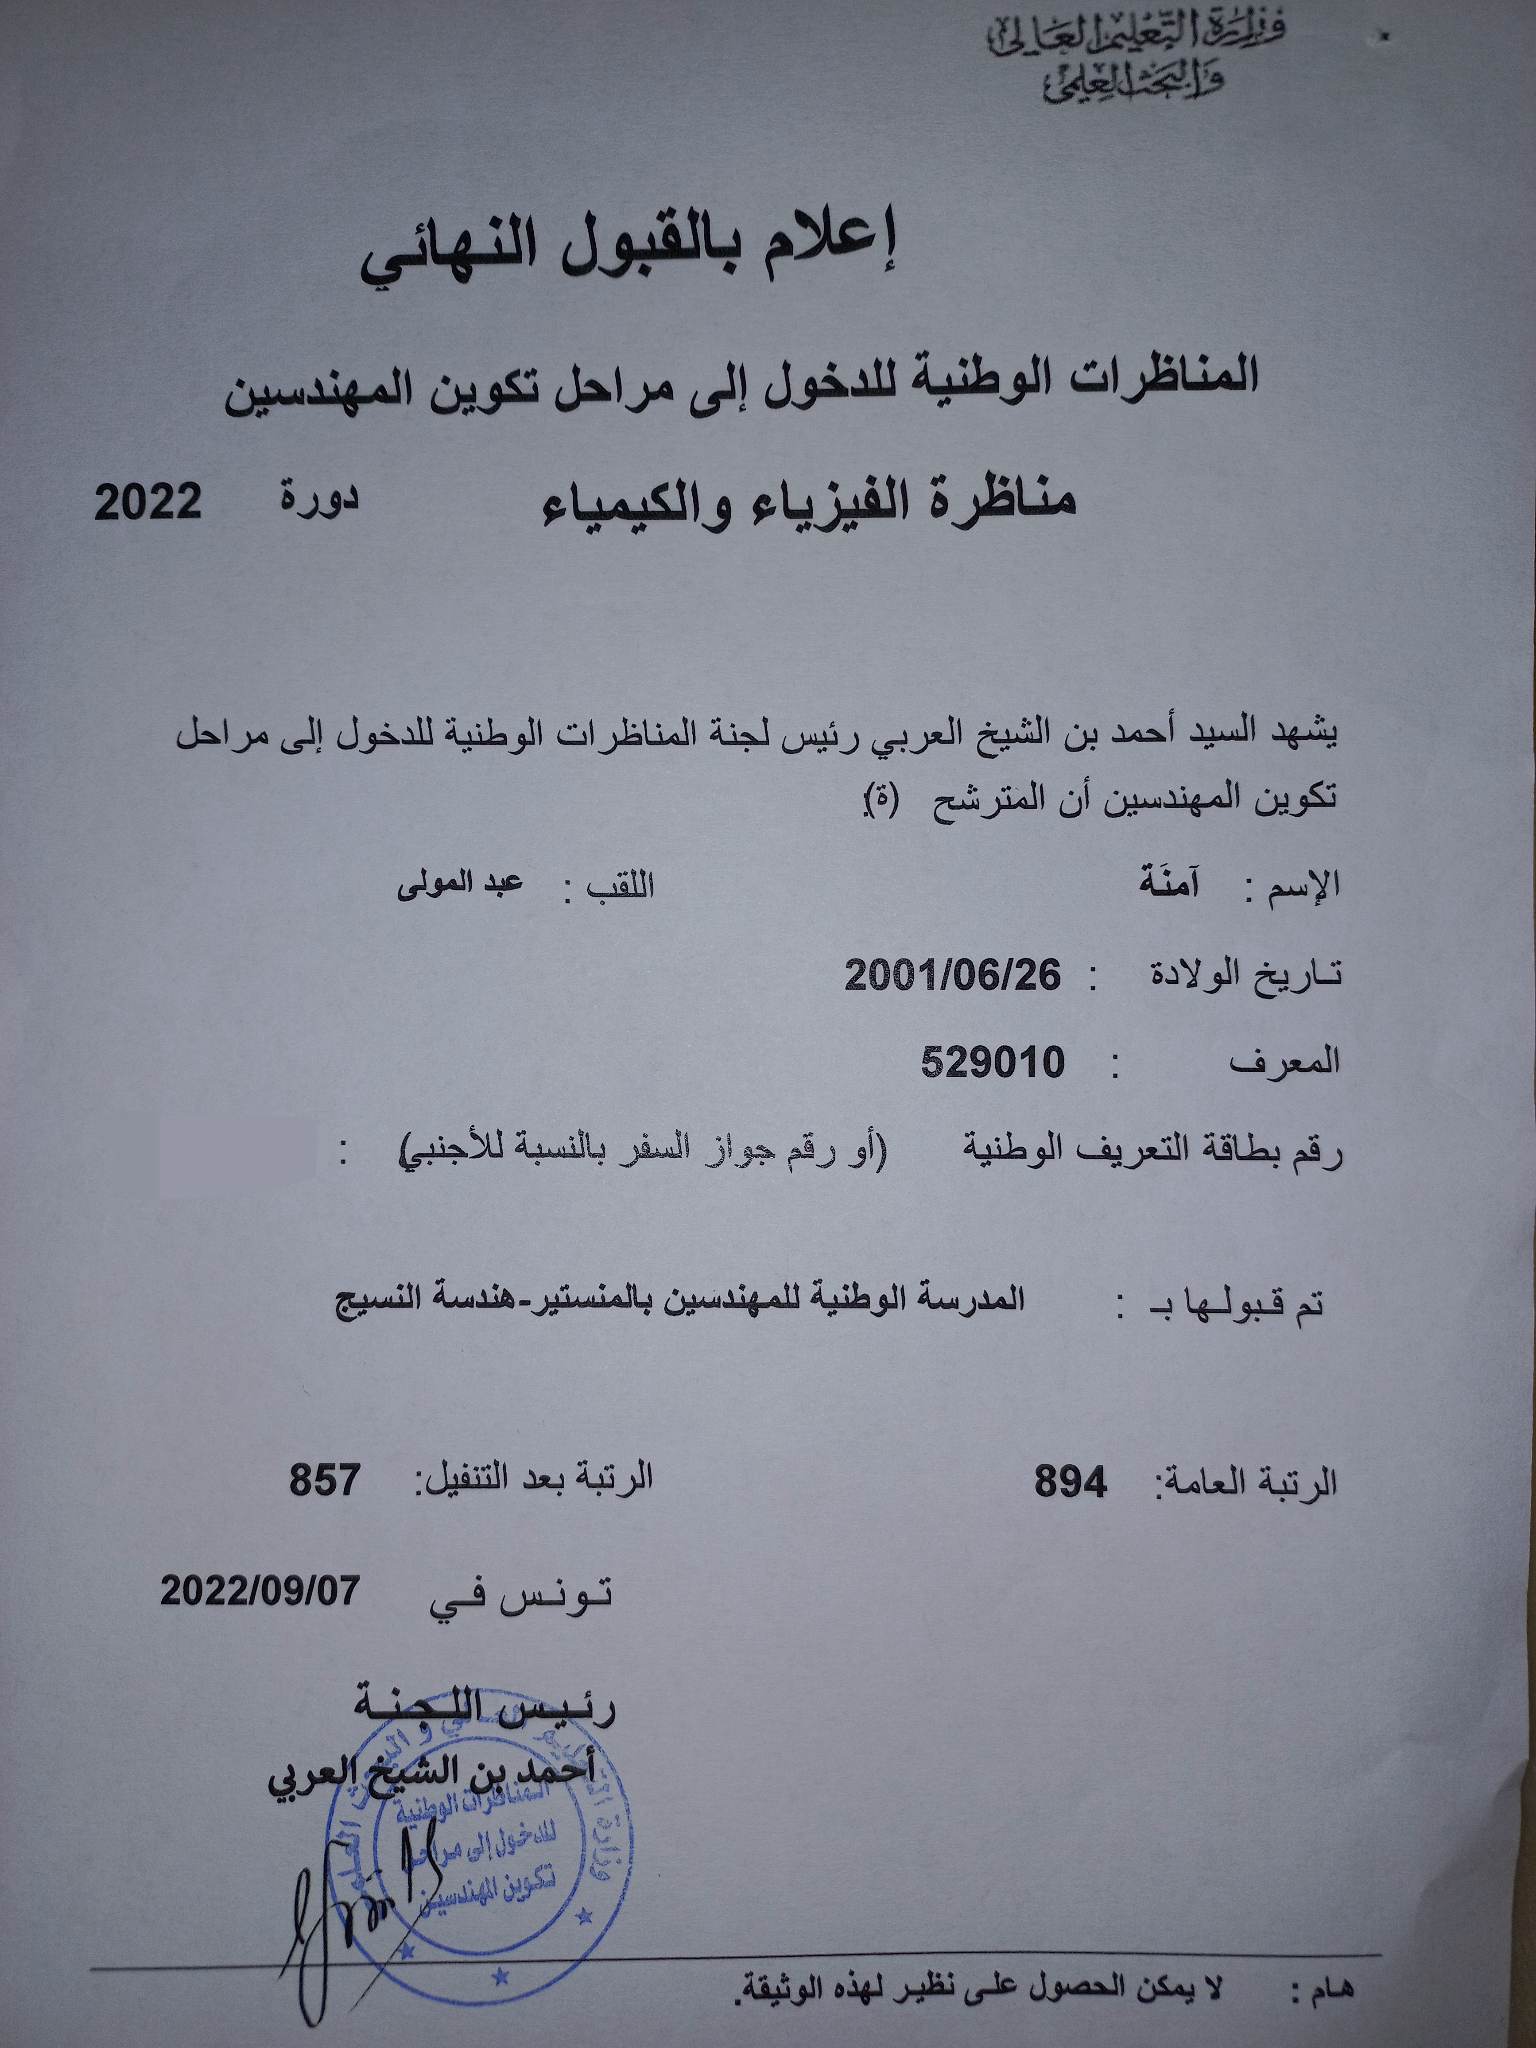 وزارة التعليم العالي
والبحث العلمي
إعلام بالقبول النهائي
المناظرات الوطنية للدخول إلى مراحل تكوين المهندسين
مناظرة الفيزياء والكيمياء دورة 2022
يشهد السيد أحمد بن الشيخ العربي رئيس لجنة المناظرات الوطنية للدخول إلى مراحل
تكوين المهندسين أن المترشح (ة):
الإسم : آمنَة اللقب : عبد المولى
تاريخ الولادة : 2001/06/26
المعرف : 529010
رقم بطاقة التعريف الوطنية (أو رقم جواز السفر بالنسبة للأجنبي) :
تم قبولها بـ : المدرسة الوطنية للمهندسين بالمنستير-هندسة النسيج
الرتبة العامة: 894 الرتبة بعد التنفيل: 857
تونس في 2022/09/07
رئيس اللجنة
أحمد بن الشيخ العربي
وزارة التعليم العالي و البحث العلمي
المناظرات الوطنية
للدخول إلى مراحل
تكوين المهندسين
هام : لا يمكن الحصول على نظير لهذه الوثيقة.